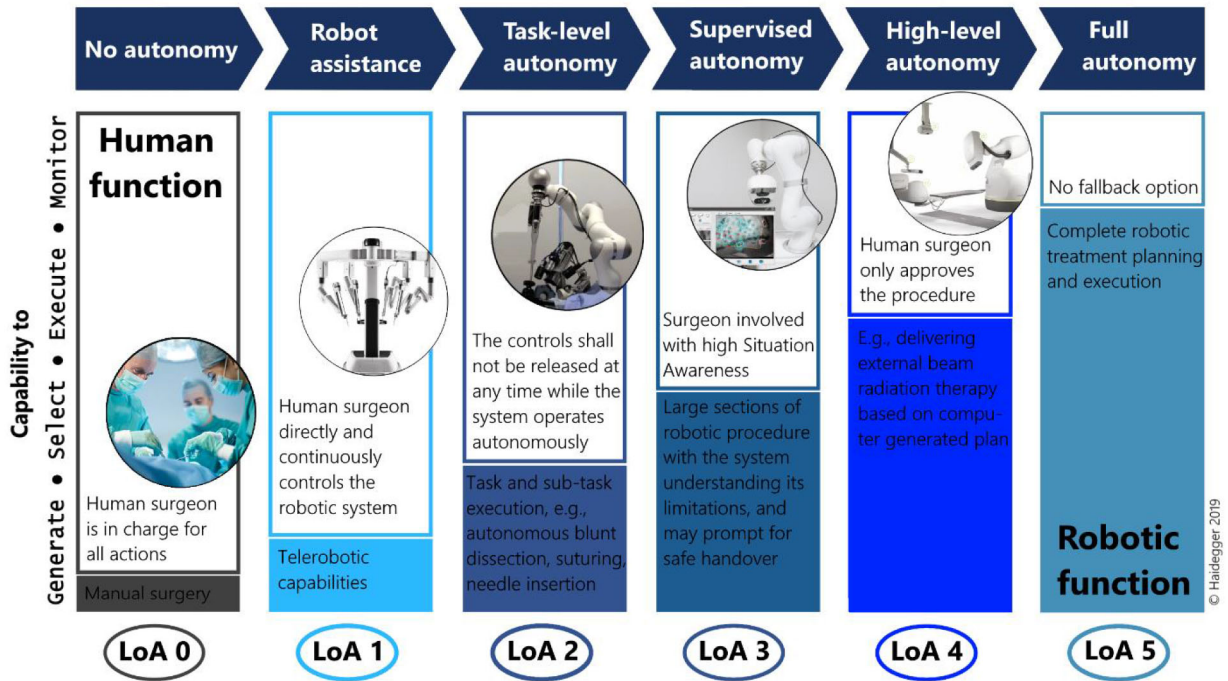 No autonomy
Robot
assistance
Task-level
autonomy
Supervised
autonomy
High-level
autonomy
Full
autonomy
Capability to
Generate • Select • Execute • Monitor
Human
function
Human surgeon
is in charge for
all actions
Manual surgery
Human surgeon
directly and
continuously
controls the
robotic system
Telerobotic
capabilities
The controls shall
not be released at
any time while the
system operates
autonomously
Task and sub-task
execution, e.g.,
autonomous blunt
dissection, suturing,
needle insertion
Surgeon involved
with high Situation
Awareness
Large sections of
robotic procedure
with the system
understanding its
limitations, and
may prompt for
safe handover
Human surgeon
only approves
the procedure
E.g., delivering
external beam
radiation therapy
based on compu-
ter generated plan
No fallback option
Complete robotic
treatment planning
and execution
Robotic
function
© Haidegger 2019
LoA 0
LoA 1
LoA 2
LoA 3
LoA 4
LoA 5